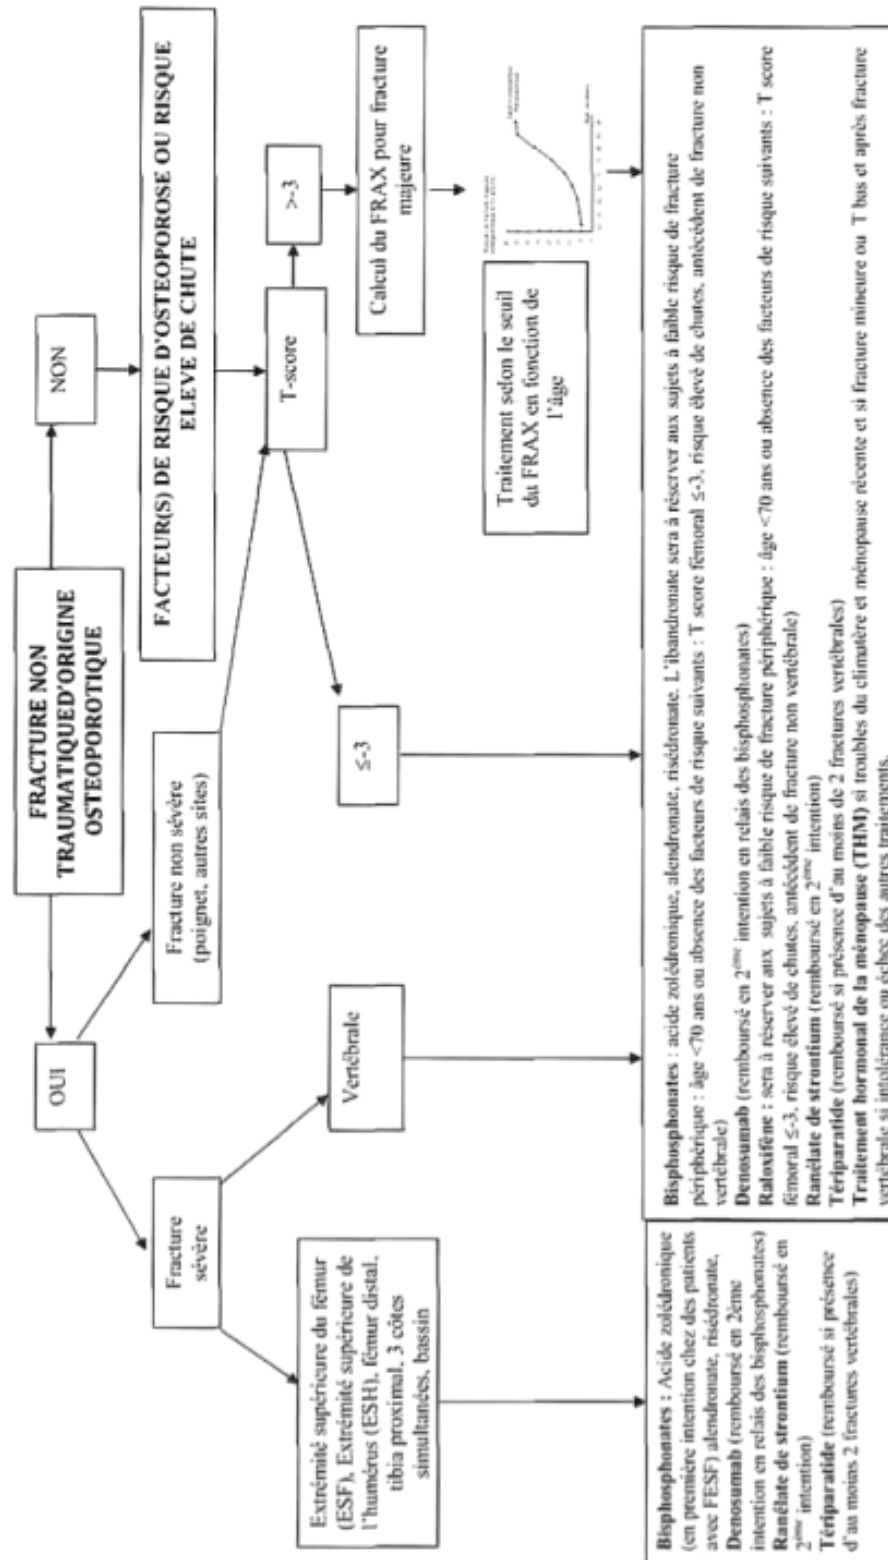 FRACTURE NON
TRAUMATIQUED'ORIGINE
OSTEOPOROTIQUE
OUI
NON
Fracture
sévère
Fracture non sévère
(poignet, autres sites)
FACTEUR(S) DE RISQUE D'OSTEOPOROSE OU RISQUE
ELEVE DE CHUTE
Extrémité supérieure du fémur
(ESF), Extrémité supérieure de
l'humérus (ESH), fémur distal,
tibia proximal, 3 côtes
simultanées, bassin
Vertébrale
≤-3
T-score
>-3
Calcul du FRAX pour fracture
majeure
Traitement selon le seuil
du FRAX en fonction de
l'âge
Bisphosphonates : Acide zolédronique
(en première intention chez des patients
avec FESF) alendronate, risédronate,
Denosumab (remboursé en 2ème
intention en relais des bisphosphonates)
Ranélate de strontium (remboursé en
2ème intention)
Tériparatide (remboursé si présence
d'au moins 2 fractures vertébrales)
Bisphosphonates : acide zolédronique, alendronate, risédronate. L'ibandronate sera à réserver aux sujets à faible risque de fracture
périphérique : âge <70 ans ou absence des facteurs de risque suivants : T score fémoral ≤-3, risque élevé de chutes, antécédent de fracture non
vertébrale)
Denosumab (remboursé en 2ème intention en relais des bisphosphonates)
Raloxifène : sera à réserver aux sujets à faible risque de fracture périphérique : âge <70 ans ou absence des facteurs de risque suivants : T score
fémoral ≤-3, risque élevé de chutes, antécédent de fracture non vertébrale)
Ranélate de strontium (remboursé en 2ème intention)
Tériparatide (remboursé si présence d'au moins de 2 fractures vertébrales)
Traitement hormonal de la ménopause (THM) si troubles du climatère et ménopause récente et si fracture mineure ou T bas et après fracture
vertébrale si intolérance ou échec des autres traitements.